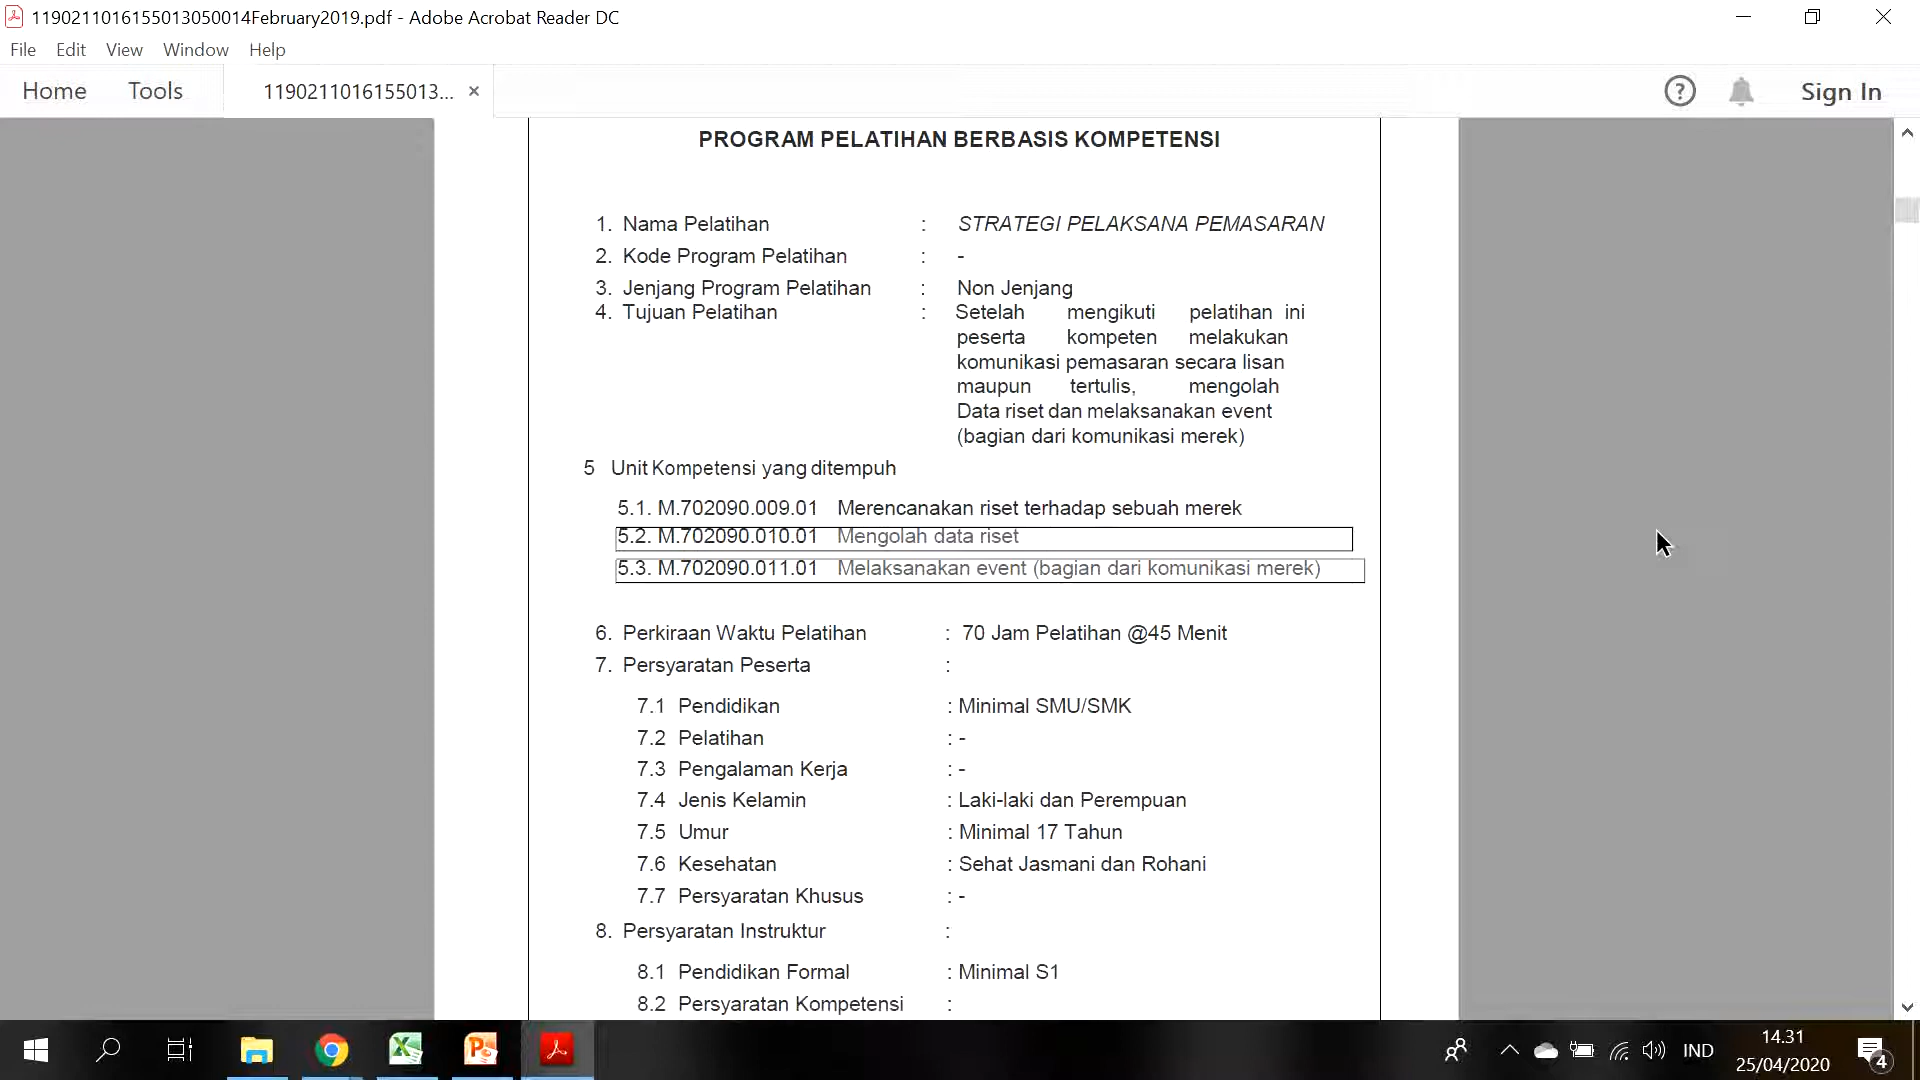 1190211016155013050014February2019.pdf - Adobe Acrobat Reader DC
File Edit View Window Help
Home Tools 1190211016155013... × ? Sign In
PROGRAM PELATIHAN BERBASIS KOMPETENSI
1. Nama Pelatihan : STRATEGI PELAKSANA PEMASARAN
2. Kode Program Pelatihan : -
3. Jenjang Program Pelatihan : Non Jenjang
4. Tujuan Pelatihan : Setelah mengikuti pelatihan ini
peserta kompeten melakukan
komunikasi pemasaran secara lisan
maupun tertulis, mengolah
Data riset dan melaksanakan event
(bagian dari komunikasi merek)
5 Unit Kompetensi yang ditempuh
5.1. M.702090.009.01 Merencanakan riset terhadap sebuah merek
5.2. M.702090.010.01 Mengolah data riset
5.3. M.702090.011.01 Melaksanakan event (bagian dari komunikasi merek)
6. Perkiraan Waktu Pelatihan : 70 Jam Pelatihan @45 Menit
7. Persyaratan Peserta :
7.1 Pendidikan : Minimal SMU/SMK
7.2 Pelatihan : -
7.3 Pengalaman Kerja : -
7.4 Jenis Kelamin : Laki-laki dan Perempuan
7.5 Umur : Minimal 17 Tahun
7.6 Kesehatan : Sehat Jasmani dan Rohani
7.7 Persyaratan Khusus : -
8. Persyaratan Instruktur :
8.1 Pendidikan Formal : Minimal S1
8.2 Persyaratan Kompetensi :
IND 14.31
25/04/2020 4